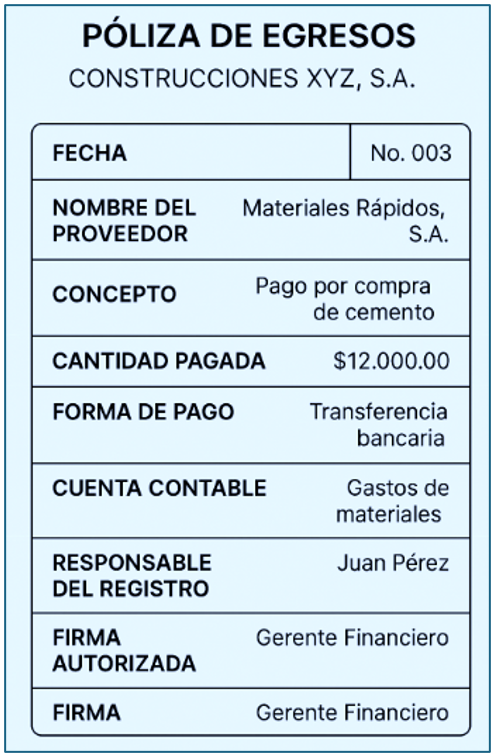 PÓLIZA DE EGRESOS
CONSTRUCCIONES XYZ, S.A.
FECHA No. 003
NOMBRE DEL Materiales Rápidos,
PROVEEDOR S.A.
CONCEPTO Pago por compra
de cemento
CANTIDAD PAGADA $12.000.00
FORMA DE PAGO Transferencia
bancaria
CUENTA CONTABLE Gastos de
materiales
RESPONSABLE Juan Pérez
DEL REGISTRO
FIRMA Gerente Financiero
AUTORIZADA
FIRMA Gerente Financiero